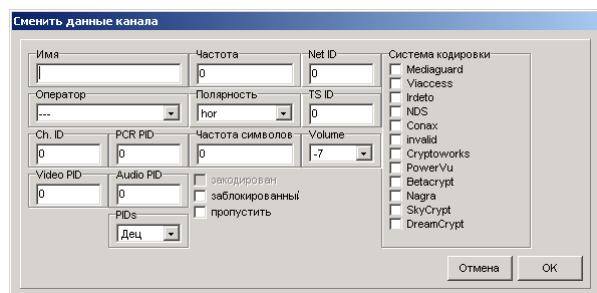 Сменить данные канала
Имя
Частота
0
Net ID
0
Система кодировки
Mediaguard
Viaccess
Irdeto
NDS
Conax
invalid
Cryptoworks
PowerVu
Betacrypt
Nagra
SkyCrypt
DreamCrypt
Оператор
---
Полярность
hor
TS ID
0
Ch. ID
0
PCR PID
0
Частота символов
0
Volume
-7
Video PID
0
Audio PID
0
закодирован
заблокированный
пропустить
PIDs
Дец
Отмена
OK